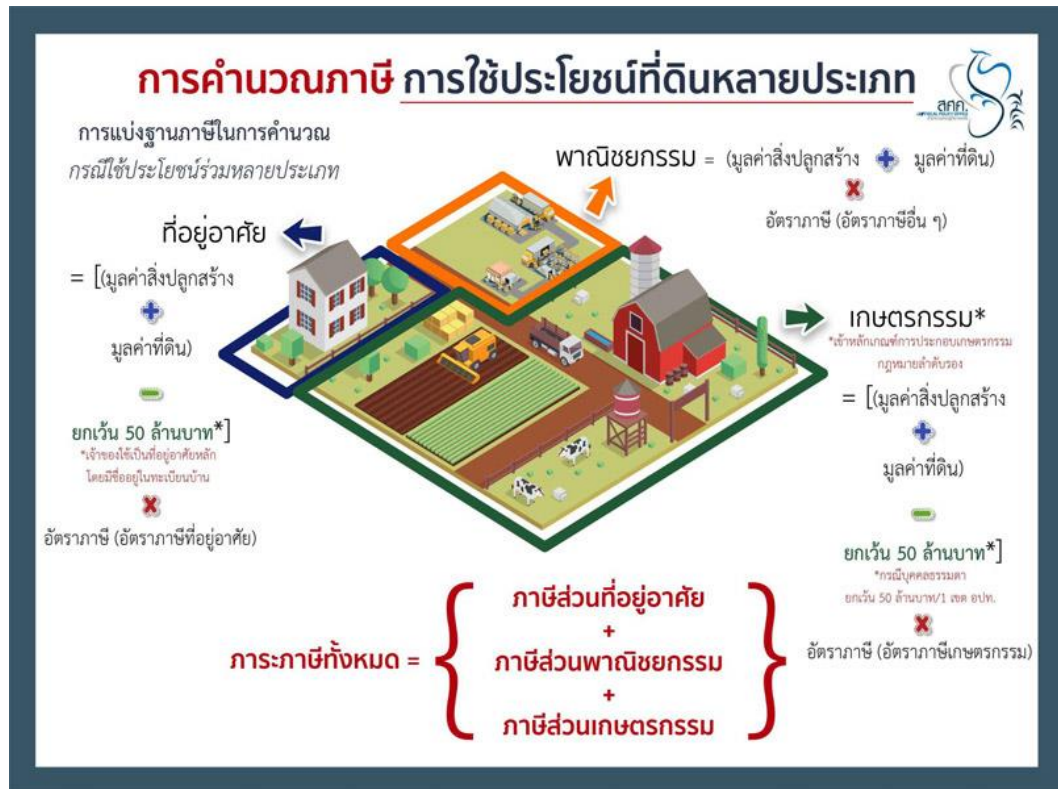 การคำนวณภาษี การใช้ประโยชน์ที่ดินหลายประเภท
สศค.
การแบ่งฐานภาษีในการคำนวณ
กรณีใช้ประโยชน์ร่วมหลายประเภท
พาณิชยกรรม = (มูลค่าสิ่งปลูกสร้าง + มูลค่าที่ดิน)
x
อัตราภาษี (อัตราภาษีอื่น ๆ)
ที่อยู่อาศัย
= [(มูลค่าสิ่งปลูกสร้าง
+
มูลค่าที่ดิน)
-
ยกเว้น 50 ล้านบาท*]
*เจ้าของใช้เป็นที่อยู่อาศัยหลัก
โดยมีชื่ออยู่ในทะเบียนบ้าน
x
อัตราภาษี (อัตราภาษีที่อยู่อาศัย)
เกษตรกรรม*
*เข้าหลักเกณฑ์การประกอบเกษตรกรรม
กฎหมายลำดับรอง
= [(มูลค่าสิ่งปลูกสร้าง
+
มูลค่าที่ดิน)
-
ยกเว้น 50 ล้านบาท*]
*กรณีบุคคลธรรมดา
ยกเว้น 50 ล้านบาท/1 เขต อปท.
x
อัตราภาษี (อัตราภาษีเกษตรกรรม)
ภาระภาษีทั้งหมด = {
ภาษีส่วนที่อยู่อาศัย
+
ภาษีส่วนพาณิชยกรรม
+
ภาษีส่วนเกษตรกรรม
}